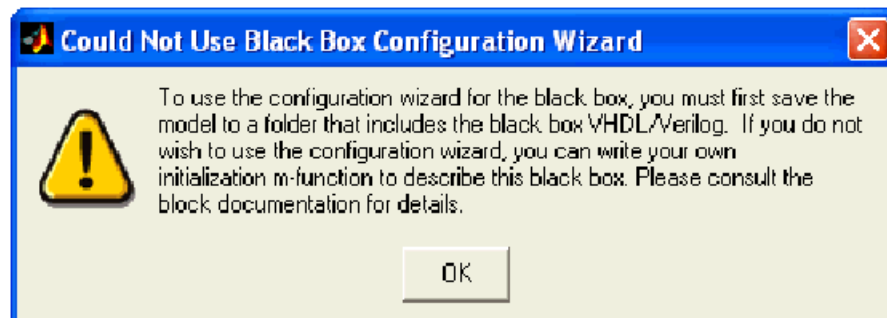 Could Not Use Black Box Configuration Wizard
To use the configuration wizard for the black box, you must first save the
model to a folder that includes the black box VHDL/Verilog.  If you do not
wish to use the configuration wizard, you can write your own
initialization m-function to describe this black box. Please consult the
block documentation for details.
OK